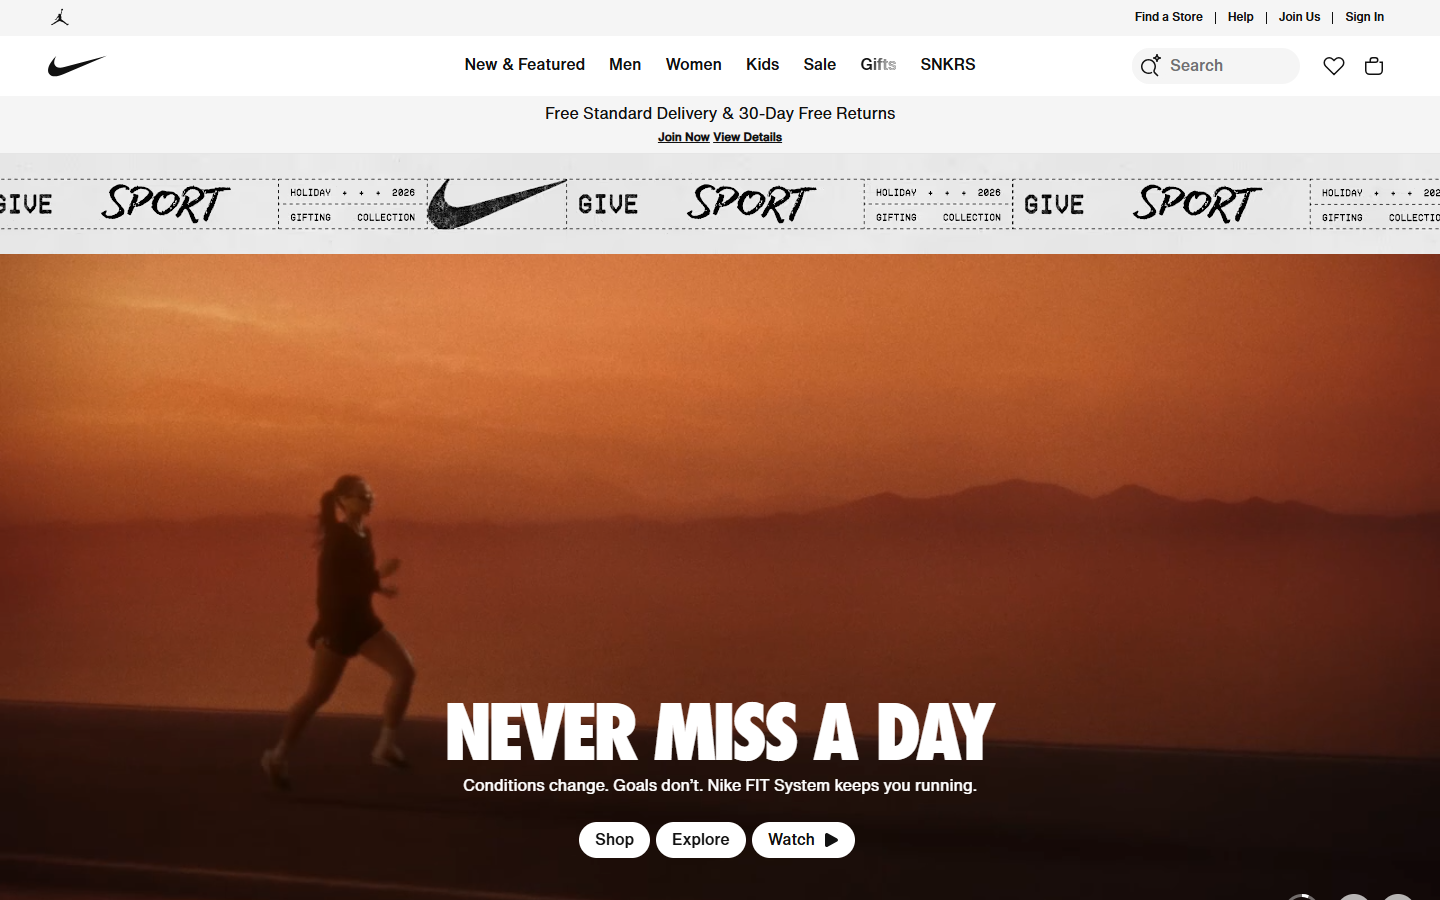 Find a Store | Help | Join Us | Sign In
New & Featured Men Women Kids Sale Gifts SNKRS
Search
Free Standard Delivery & 30-Day Free Returns
Join Now View Details
GIVE SPORT HOLIDAY + + + 2026 GIVE SPORT HOLIDAY + + + 2026 GIVE SPORT HOLIDAY + + + 202
GIFTING COLLECTION GIFTING COLLECTION GIFTING COLLECTIO
NEVER MISS A DAY
Conditions change. Goals don’t. Nike FIT System keeps you running.
Shop Explore Watch